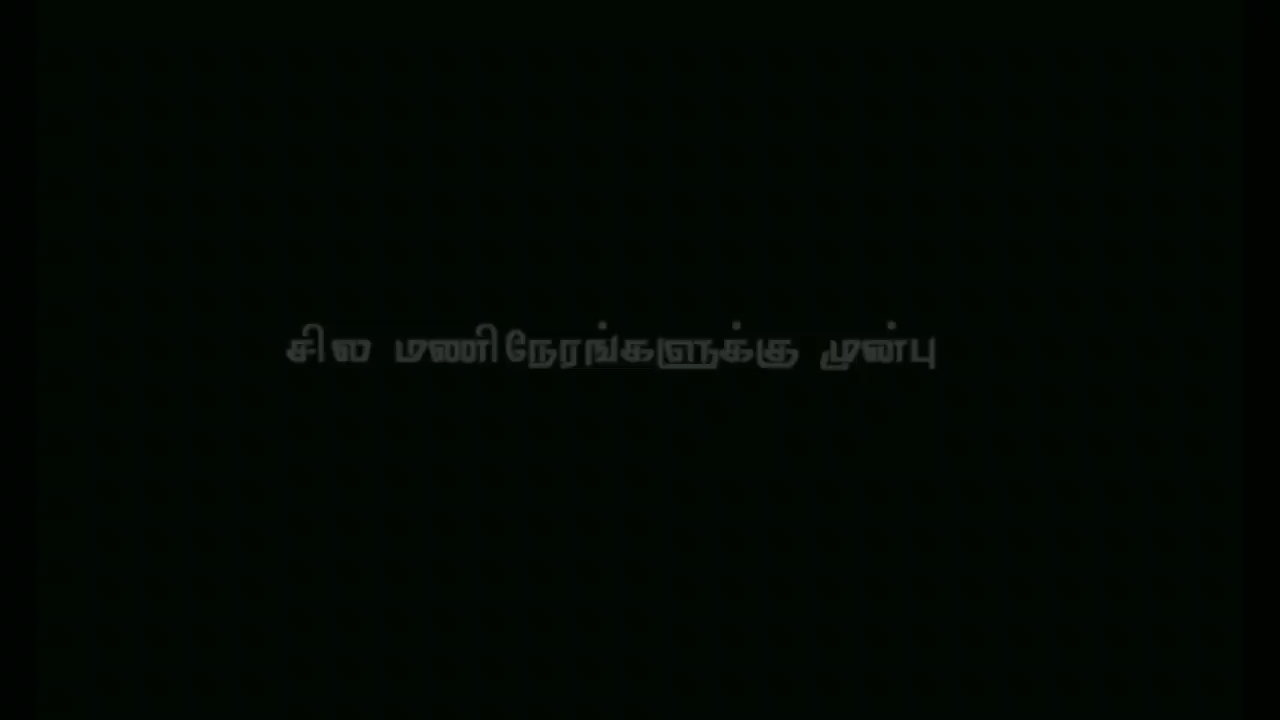 சில மணிநேரங்களுக்கு முன்பு